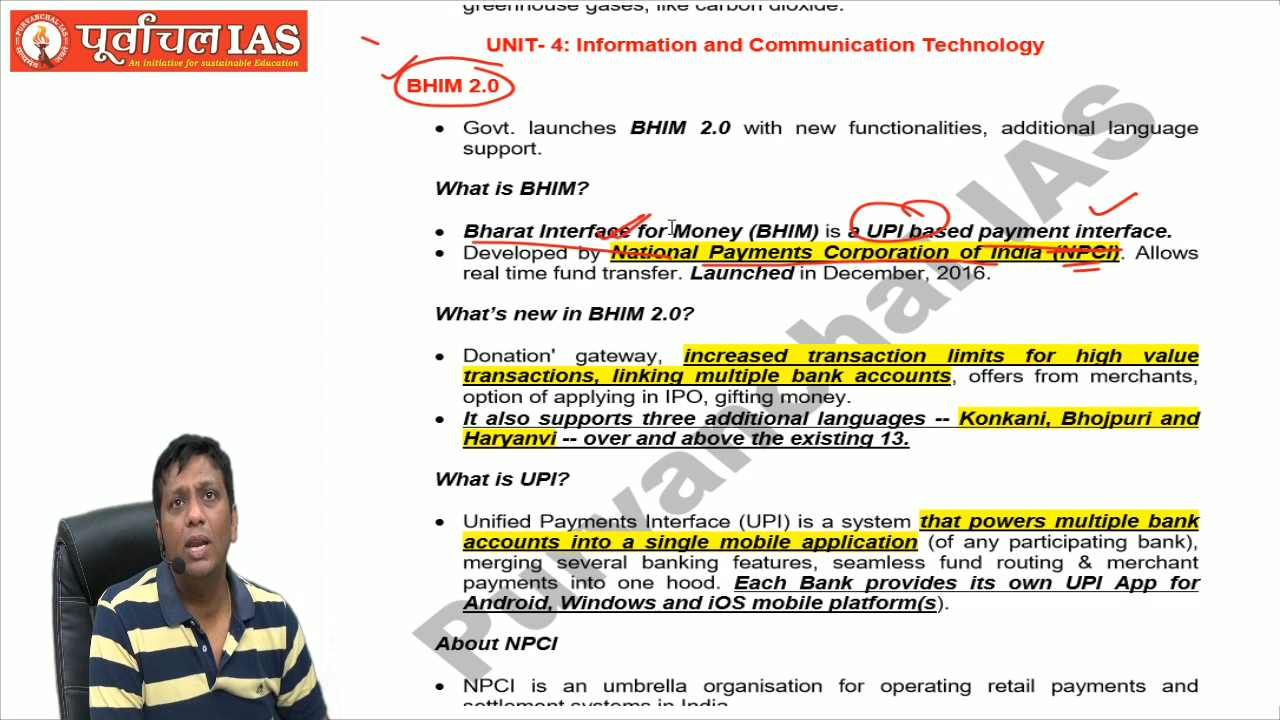 greenhouse gases, like carbon dioxide.
PURVANCHAL IAS
पूर्वांचल IAS
An initiative for sustainable Education
UNIT- 4: Information and Communication Technology
BHIM 2.0
• Govt. launches BHIM 2.0 with new functionalities, additional language
support.
What is BHIM?
• Bharat Interface for Money (BHIM) is a UPI based payment interface.
• Developed by National Payments Corporation of India (NPCI). Allows
real time fund transfer. Launched in December, 2016.
What's new in BHIM 2.0?
• Donation' gateway, increased transaction limits for high value
transactions, linking multiple bank accounts, offers from merchants,
option of applying in IPO, gifting money.
• It also supports three additional languages -- Konkani, Bhojpuri and
Haryanvi -- over and above the existing 13.
What is UPI?
• Unified Payments Interface (UPI) is a system that powers multiple bank
accounts into a single mobile application (of any participating bank),
merging several banking features, seamless fund routing & merchant
payments into one hood. Each Bank provides its own UPI App for
Android, Windows and iOS mobile platform(s).
About NPCI
• NPCI is an umbrella organisation for operating retail payments and
settlement systems in India
Purvanchal IAS